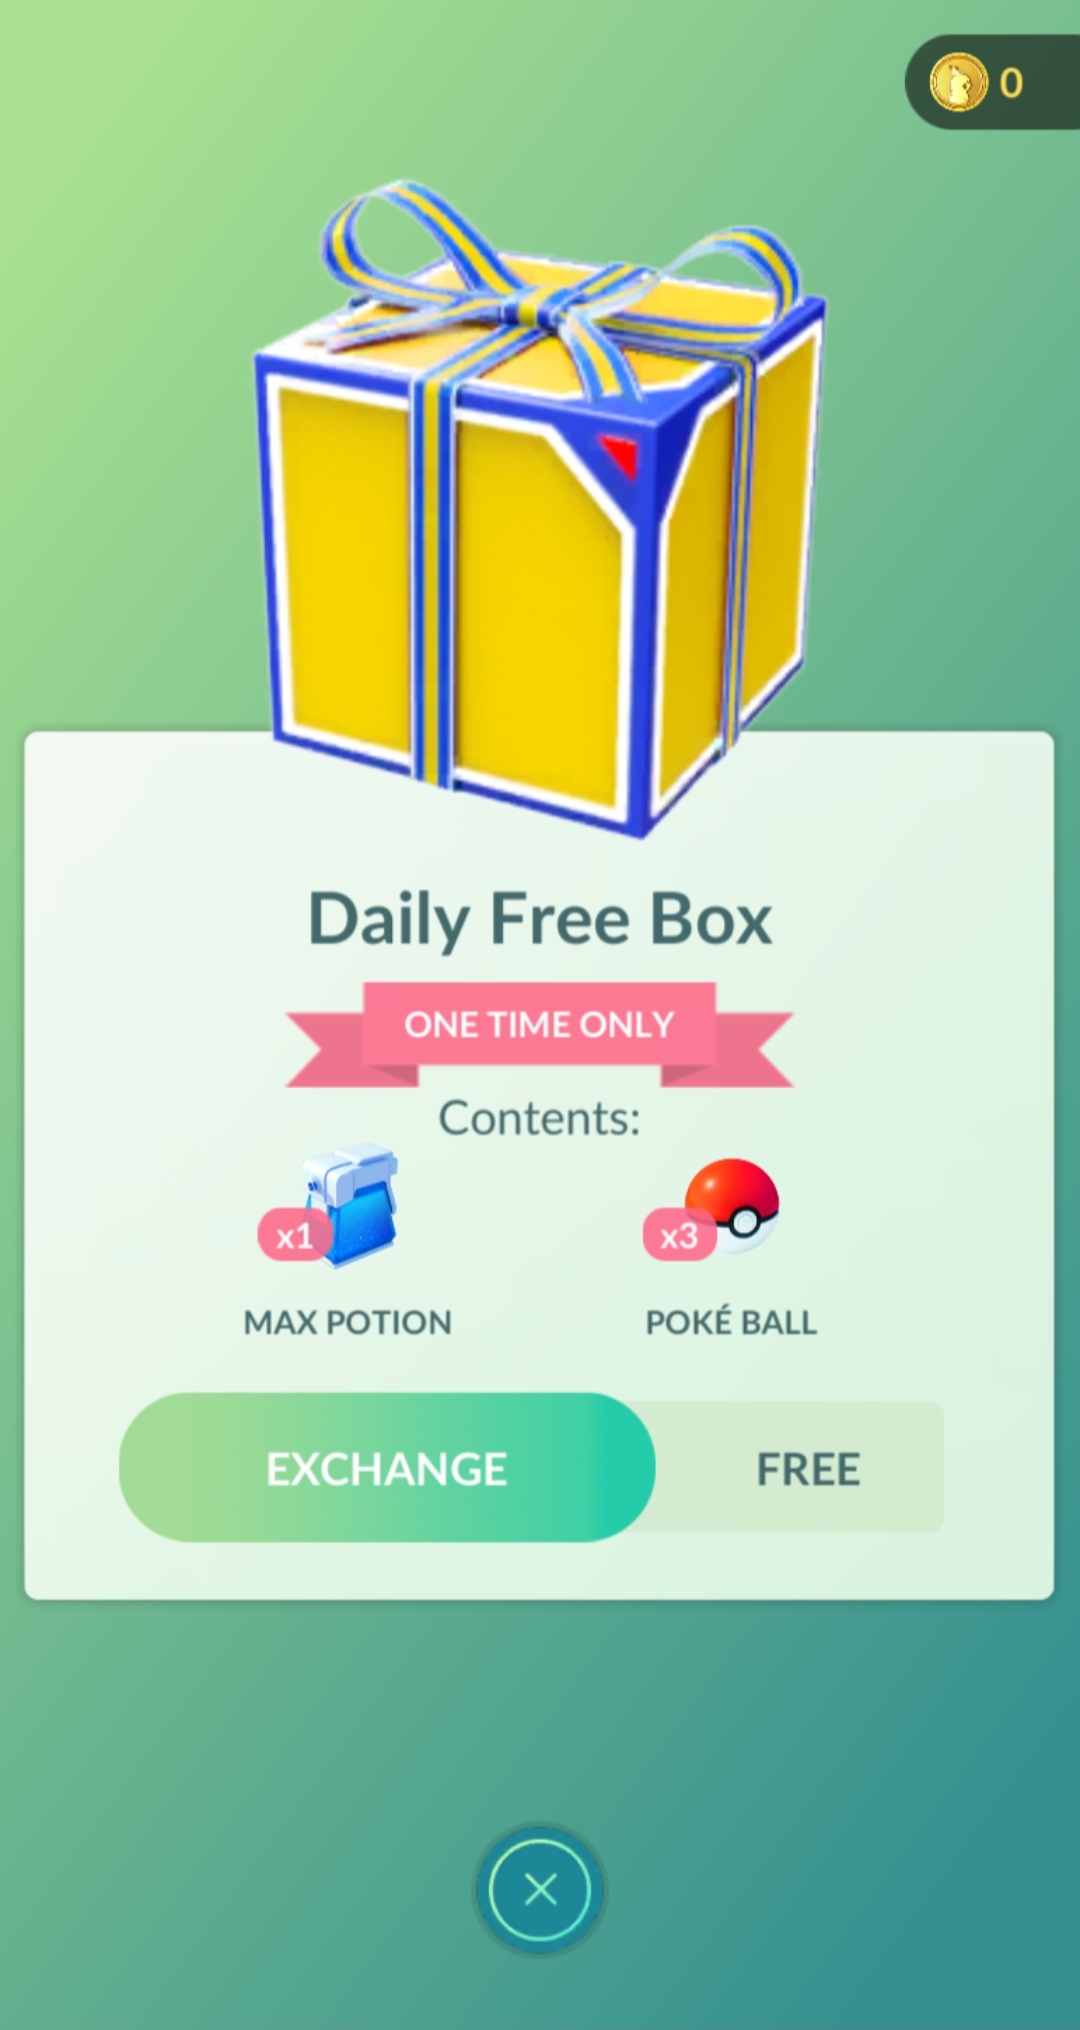 0
Daily Free Box
ONE TIME ONLY
Contents:
x1
x3
MAX POTION
POKÉ BALL
EXCHANGE
FREE